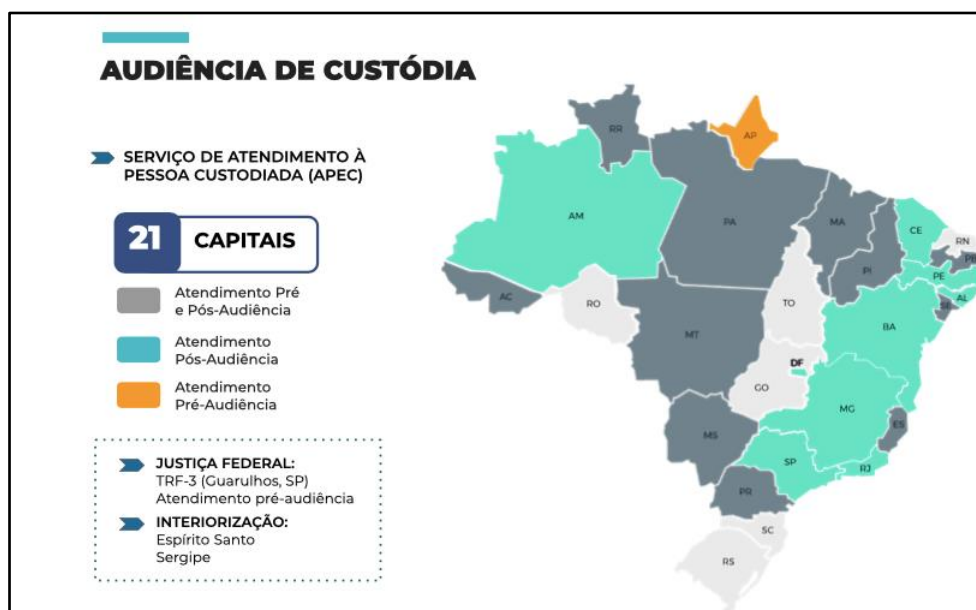 AUDIÊNCIA DE CUSTÓDIA
SERVIÇO DE ATENDIMENTO À
PESSOA CUSTODIADA (APEC)
21 CAPITAIS
Atendimento Pré
e Pós-Audiência
Atendimento
Pós-Audiência
Atendimento
Pré-Audiência
JUSTIÇA FEDERAL:
TRF-3 (Guarulhos, SP)
Atendimento pré-audiência
INTERIORIZAÇÃO:
Espírito Santo
Sergipe
RR
AP
AM
PA
MA
CE
RN
PB
PI
PE
AL
SE
AC
RO
TO
BA
MT
DF
GO
MG
ES
MS
SP
RJ
PR
SC
RS